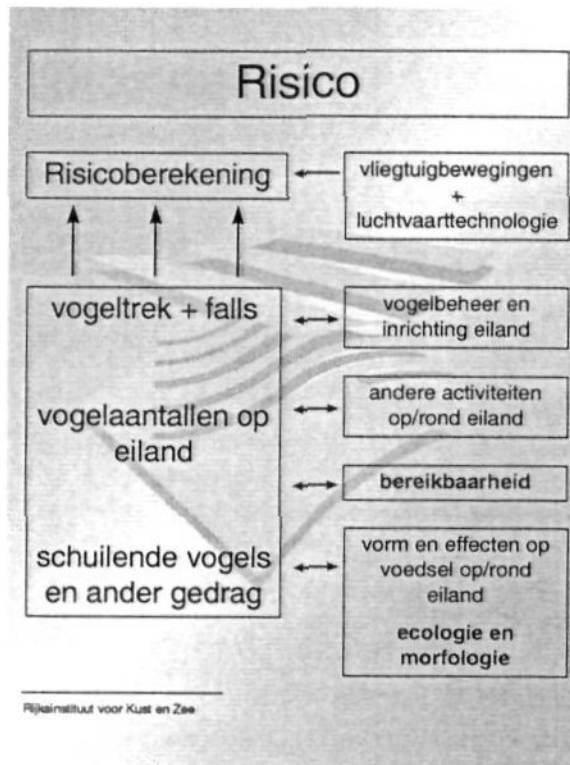 Risico
Risicoberekening
vliegtuigbewegingen
+
luchtvaarttechnologie
vogeltrek + falls
vogelaantallen op
eiland
schuilende vogels
en ander gedrag
vogelbeheer en
inrichting eiland
andere activiteiten
op/rond eiland
bereikbaarheid
vorm en effecten op
voedsel op/rond
eiland
ecologie en
morfologie
Rijksinstituut voor Kust en Zee